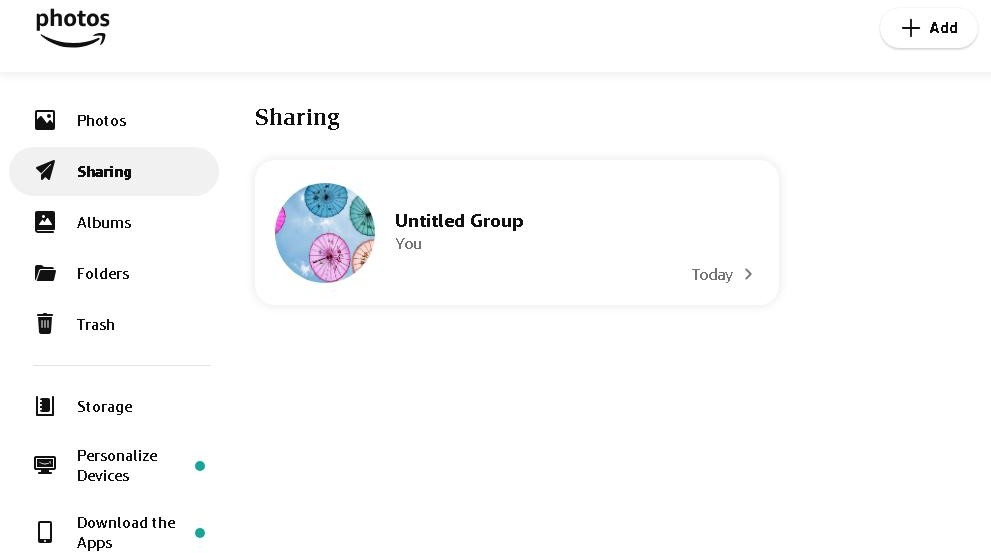 photos
Add
Photos
Sharing
Albums
Folders
Trash
Storage
Personalize
Devices
Download the
Apps
Sharing
Untitled Group
You
Today